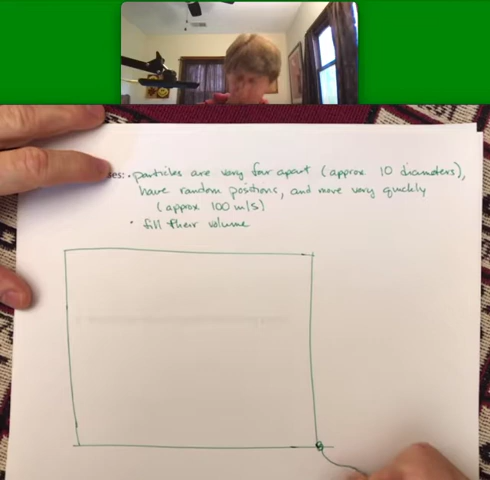 es: • particles are very far apart (approx 10 diameters),
have random positions, and move very quickly
(approx 100 m/s)
• fill their volume